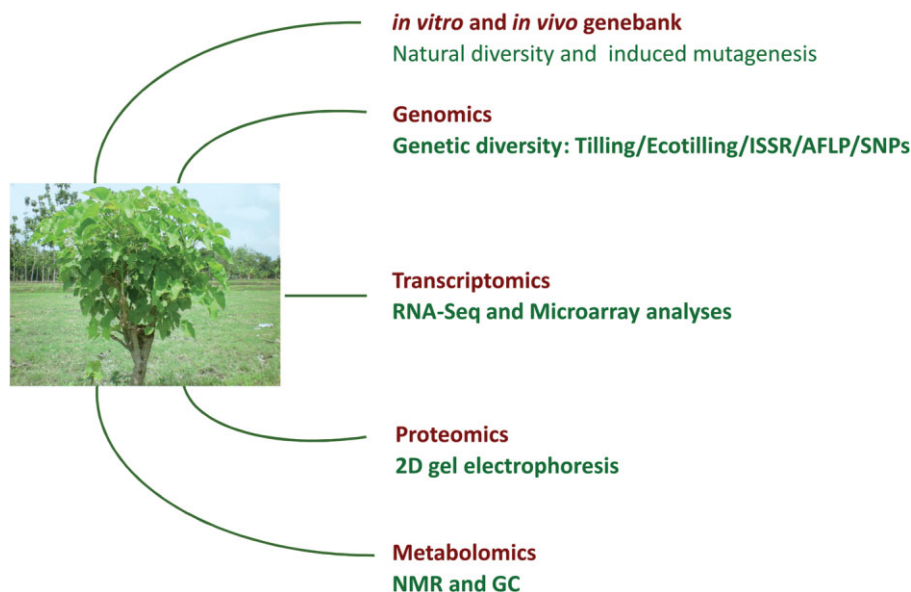 in vitro and in vivo genebank
Natural diversity and induced mutagenesis
Genomics
Genetic diversity: Tilling/Ecotilling/ISSR/AFLP/SNPs
Transcriptomics
RNA-Seq and Microarray analyses
Proteomics
2D gel electrophoresis
Metabolomics
NMR and GC